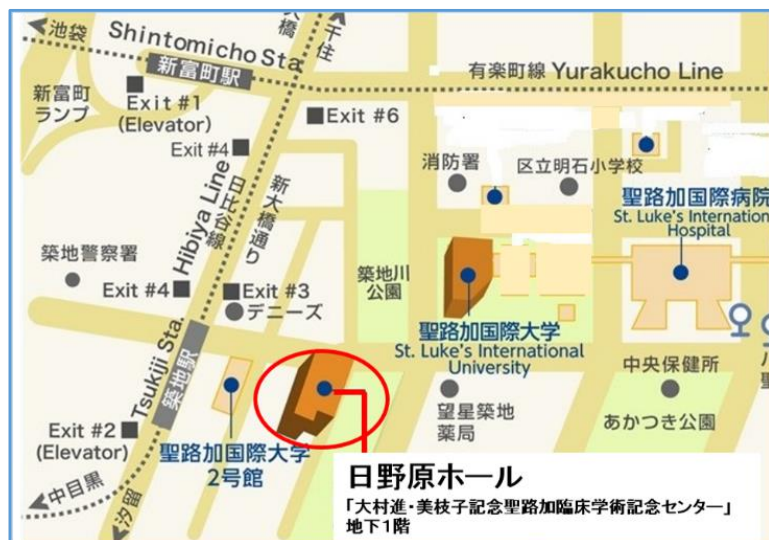 池袋
Shintomicho Sta
新富町駅
大橋
千住
有楽町線 Yurakucho Line
新富町
ランプ
Exit #1
(Elevator)
Exit #6
Exit #4
消防署
区立明石小学校
聖路加国際病院
St. Luke's Internation
Hospital
Hibiya Line
日比谷線
新大橋通り
築地警察署
Exit #4
Exit #3
デニーズ
築地川
公園
聖路加国際大学
St. Luke's International
University
Tsukiji Sta.
築地駅
中央保健所
あかつき公園
望星築地
薬局
Exit #2
(Elevator)
聖路加国際大学
2号館
中目黒
汐留
八
聖
日野原ホール
「大村進・美枝子記念聖路加臨床学術記念センター」
地下1階